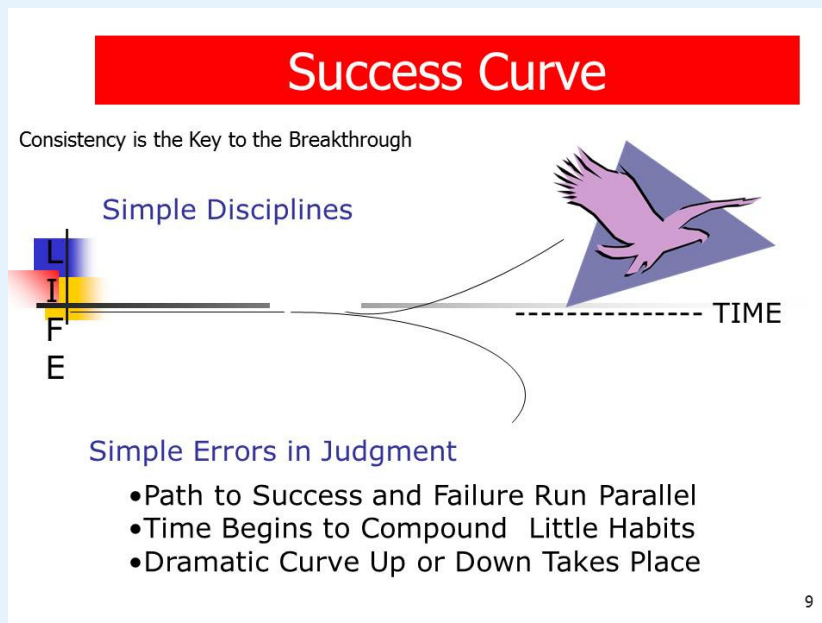 Success Curve
Consistency is the Key to the Breakthrough
Simple Disciplines
L
I
F
E
--------------- TIME
Simple Errors in Judgment
•Path to Success and Failure Run Parallel
•Time Begins to Compound  Little Habits
•Dramatic Curve Up or Down Takes Place
9